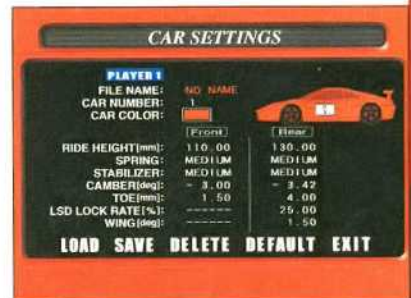 CAR SETTINGS
PLAYER 1
FILE NAME: NO NAME
CAR NUMBER: 1
CAR COLOR:
Front Rear
RIDE HEIGHT[mm]: 110.00 130.00
SPRING: MEDIUM MEDIUM
STABILIZER: MEDIUM MEDIUM
CAMBER[deg]: - 3.00 - 3.42
TOE[mm]: 1.50 4.00
LSD LOCK RATE[%]: ------ 25.00
WING[deg]: ------ 1.50
LOAD SAVE DELETE DEFAULT EXIT